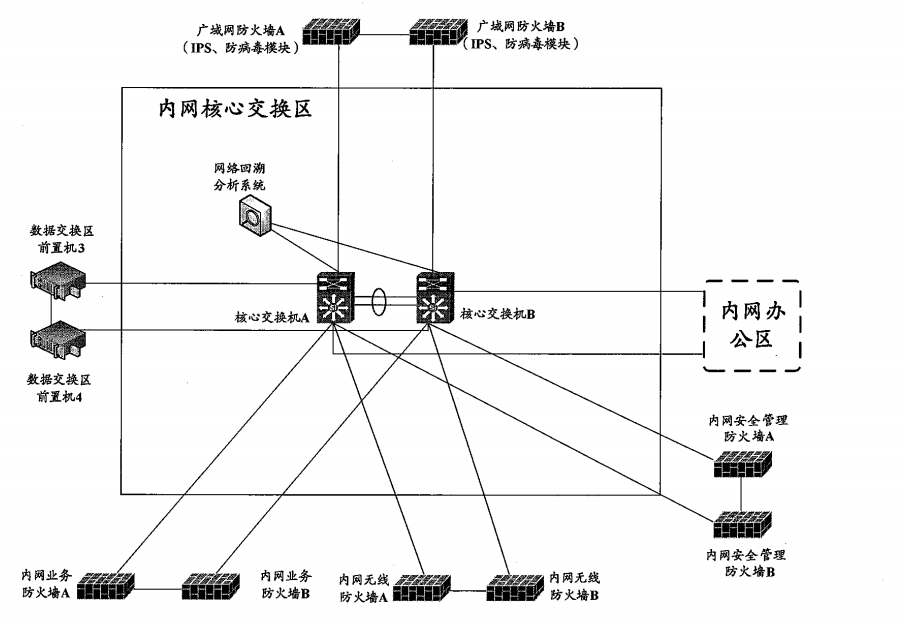 广域网防火墙A
（IPS、防病毒模块）
广域网防火墙B
（IPS、防病毒模块）
内网核心交换区
网络回溯
分析系统
数据交换区
前置机3
核心交换机A
核心交换机B
内网办
公区
数据交换区
前置机4
内网安全管理
防火墙A
内网安全管理
防火墙B
内网业务
防火墙A
内网业务
防火墙B
内网无线
防火墙A
内网无线
防火墙B